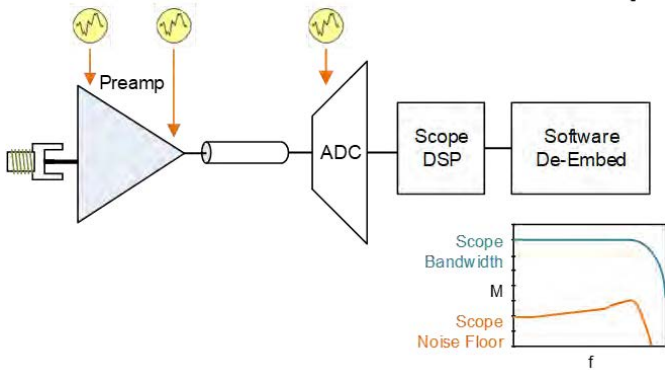 Preamp
ADC
Scope
DSP
Software
De-Embed
Scope
Bandwidth
M
Scope
Noise Floor
f